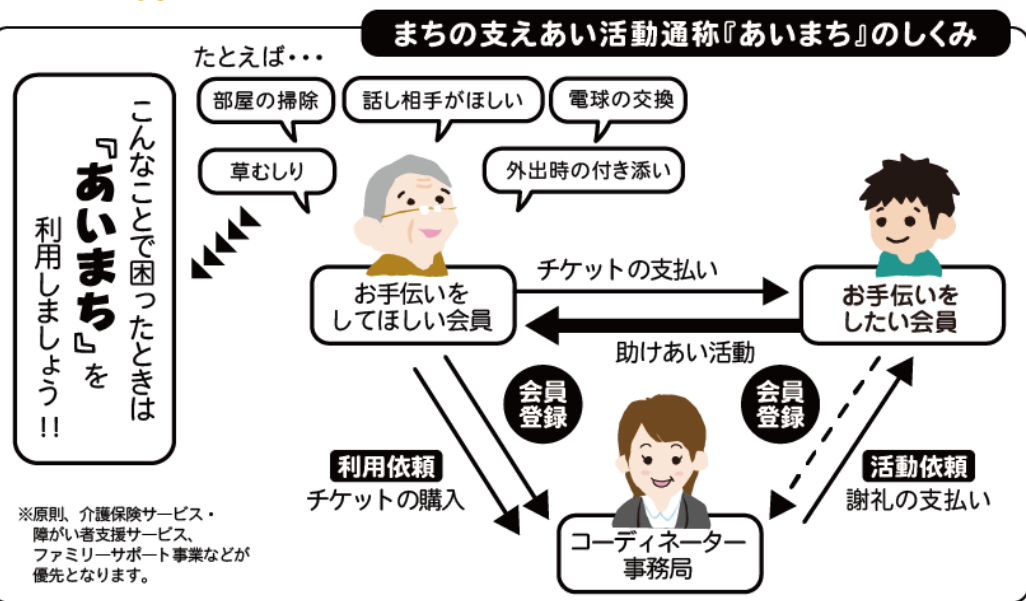 まちの支えあい活動通称『あいまち』のしくみ
こんなことで困ったときは
『あいまち』を
利用しましょう!!
たとえば・・・
部屋の掃除
話し相手がほしい
電球の交換
草むしり
外出時の付き添い
お手伝いを
してほしい会員
チケットの支払い
助けあい活動
お手伝いを
したい会員
会員
登録
会員
登録
利用依頼
チケットの購入
活動依頼
謝礼の支払い
コーディネーター
事務局
※原則、介護保険サービス・
障がい者支援サービス、
ファミリーサポート事業などが
優先となります。